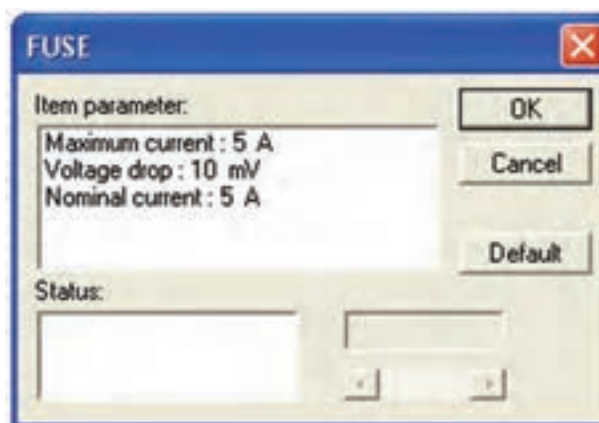 FUSE
Item parameter:
OK
Maximum current : 5 A
Voltage drop : 10 mV
Cancel
Nominal current : 5 A
Default
Status: